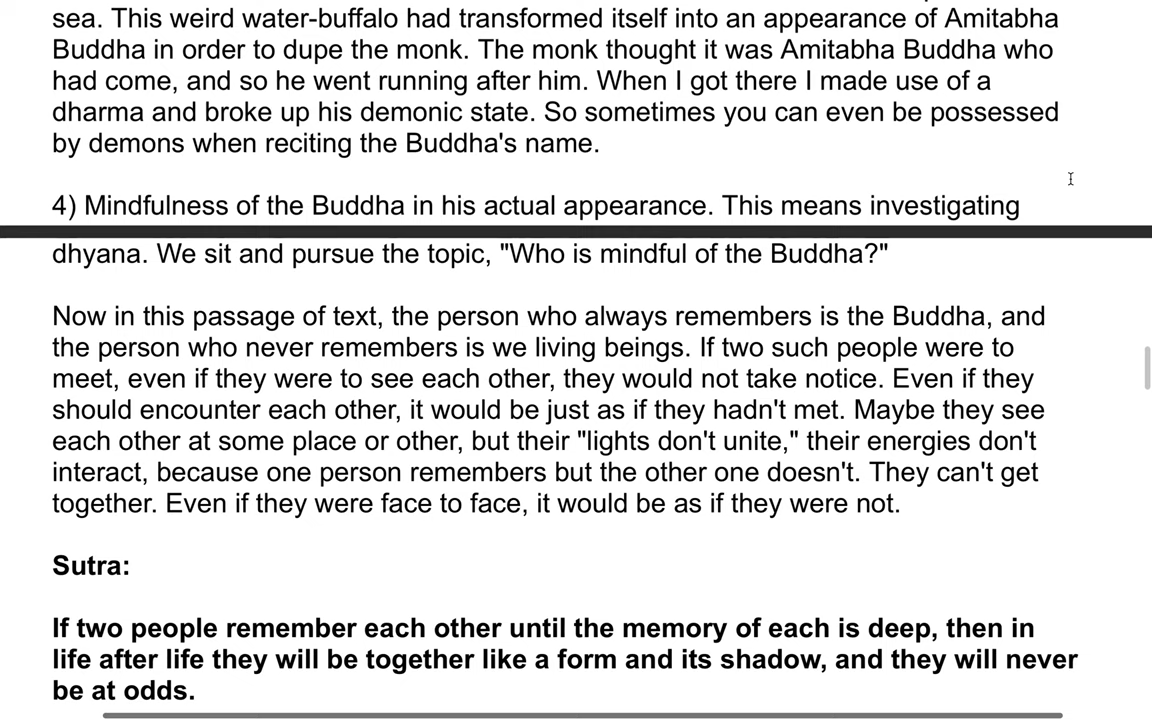 sea. This weird water-buffalo had transformed itself into an appearance of Amitabha
Buddha in order to dupe the monk. The monk thought it was Amitabha Buddha who
had come, and so he went running after him. When I got there I made use of a
dharma and broke up his demonic state. So sometimes you can even be possessed
by demons when reciting the Buddha's name.
4) Mindfulness of the Buddha in his actual appearance. This means investigating
dhyana. We sit and pursue the topic, "Who is mindful of the Buddha?"
Now in this passage of text, the person who always remembers is the Buddha, and
the person who never remembers is we living beings. If two such people were to
meet, even if they were to see each other, they would not take notice. Even if they
should encounter each other, it would be just as if they hadn't met. Maybe they see
each other at some place or other, but their "lights don't unite," their energies don't
interact, because one person remembers but the other one doesn't. They can't get
together. Even if they were face to face, it would be as if they were not.
Sutra:
If two people remember each other until the memory of each is deep, then in
life after life they will be together like a form and its shadow, and they will never
be at odds.